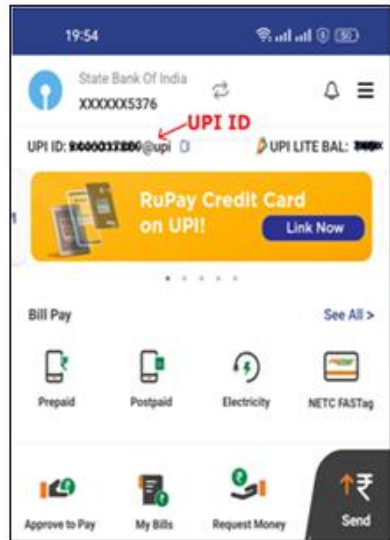 19:54
State Bank Of India
XXXXXX5376
UPI ID
UPI ID: @upi
UPI LITE BAL:
RuPay Credit Card
on UPI!
Link Now
Bill Pay
See All >
Prepaid
Postpaid
Electricity
NETC FASTag
Approve to Pay
My Bills
Request Money
Send